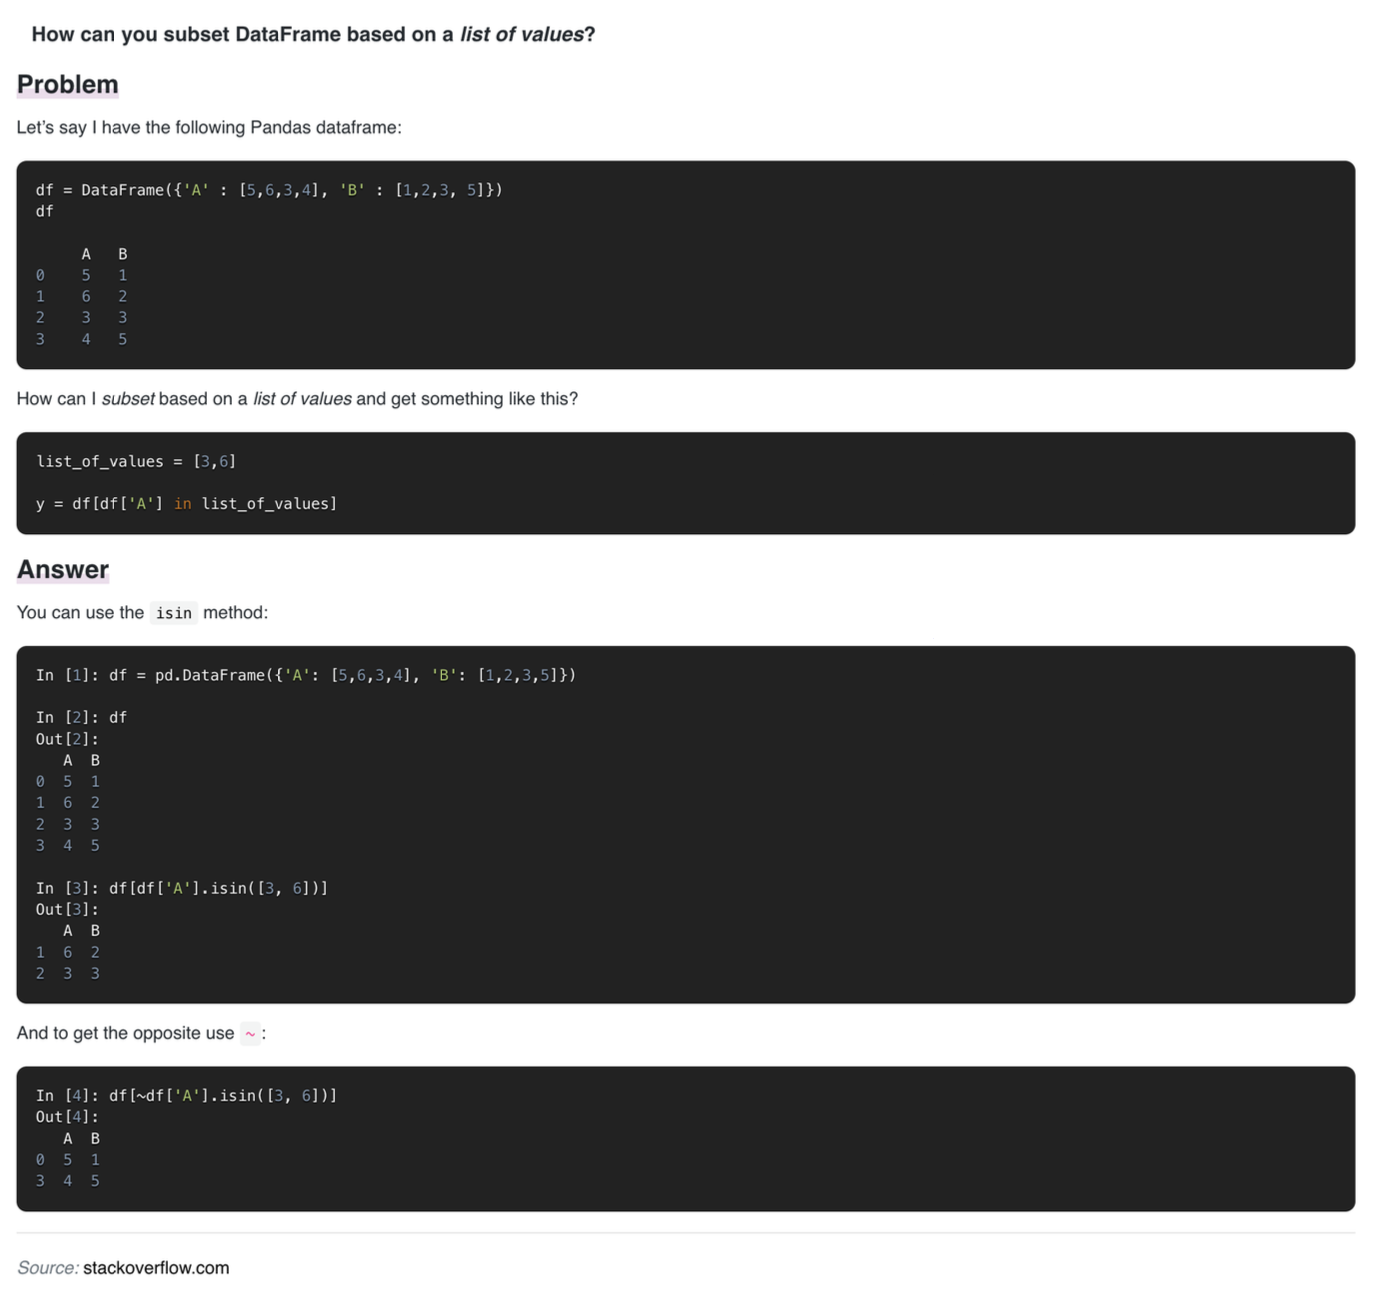 How can you subset DataFrame based on a list of values?
Problem
Let’s say I have the following Pandas dataframe:
df = DataFrame({'A' : [5,6,3,4], 'B' : [1,2,3, 5]})
df
     A   B
0    5   1
1    6   2
2    3   3
3    4   5
How can I subset based on a list of values and get something like this?
list_of_values = [3,6]
y = df[df['A'] in list_of_values]
Answer
You can use the isin method:
In [1]: df = pd.DataFrame({'A': [5,6,3,4], 'B': [1,2,3,5]})
In [2]: df
Out[2]:
   A  B
0  5  1
1  6  2
2  3  3
3  4  5
In [3]: df[df['A'].isin([3, 6])]
Out[3]:
   A  B
1  6  2
2  3  3
And to get the opposite use ~:
In [4]: df[~df['A'].isin([3, 6])]
Out[4]:
   A  B
0  5  1
3  4  5
Source: stackoverflow.com